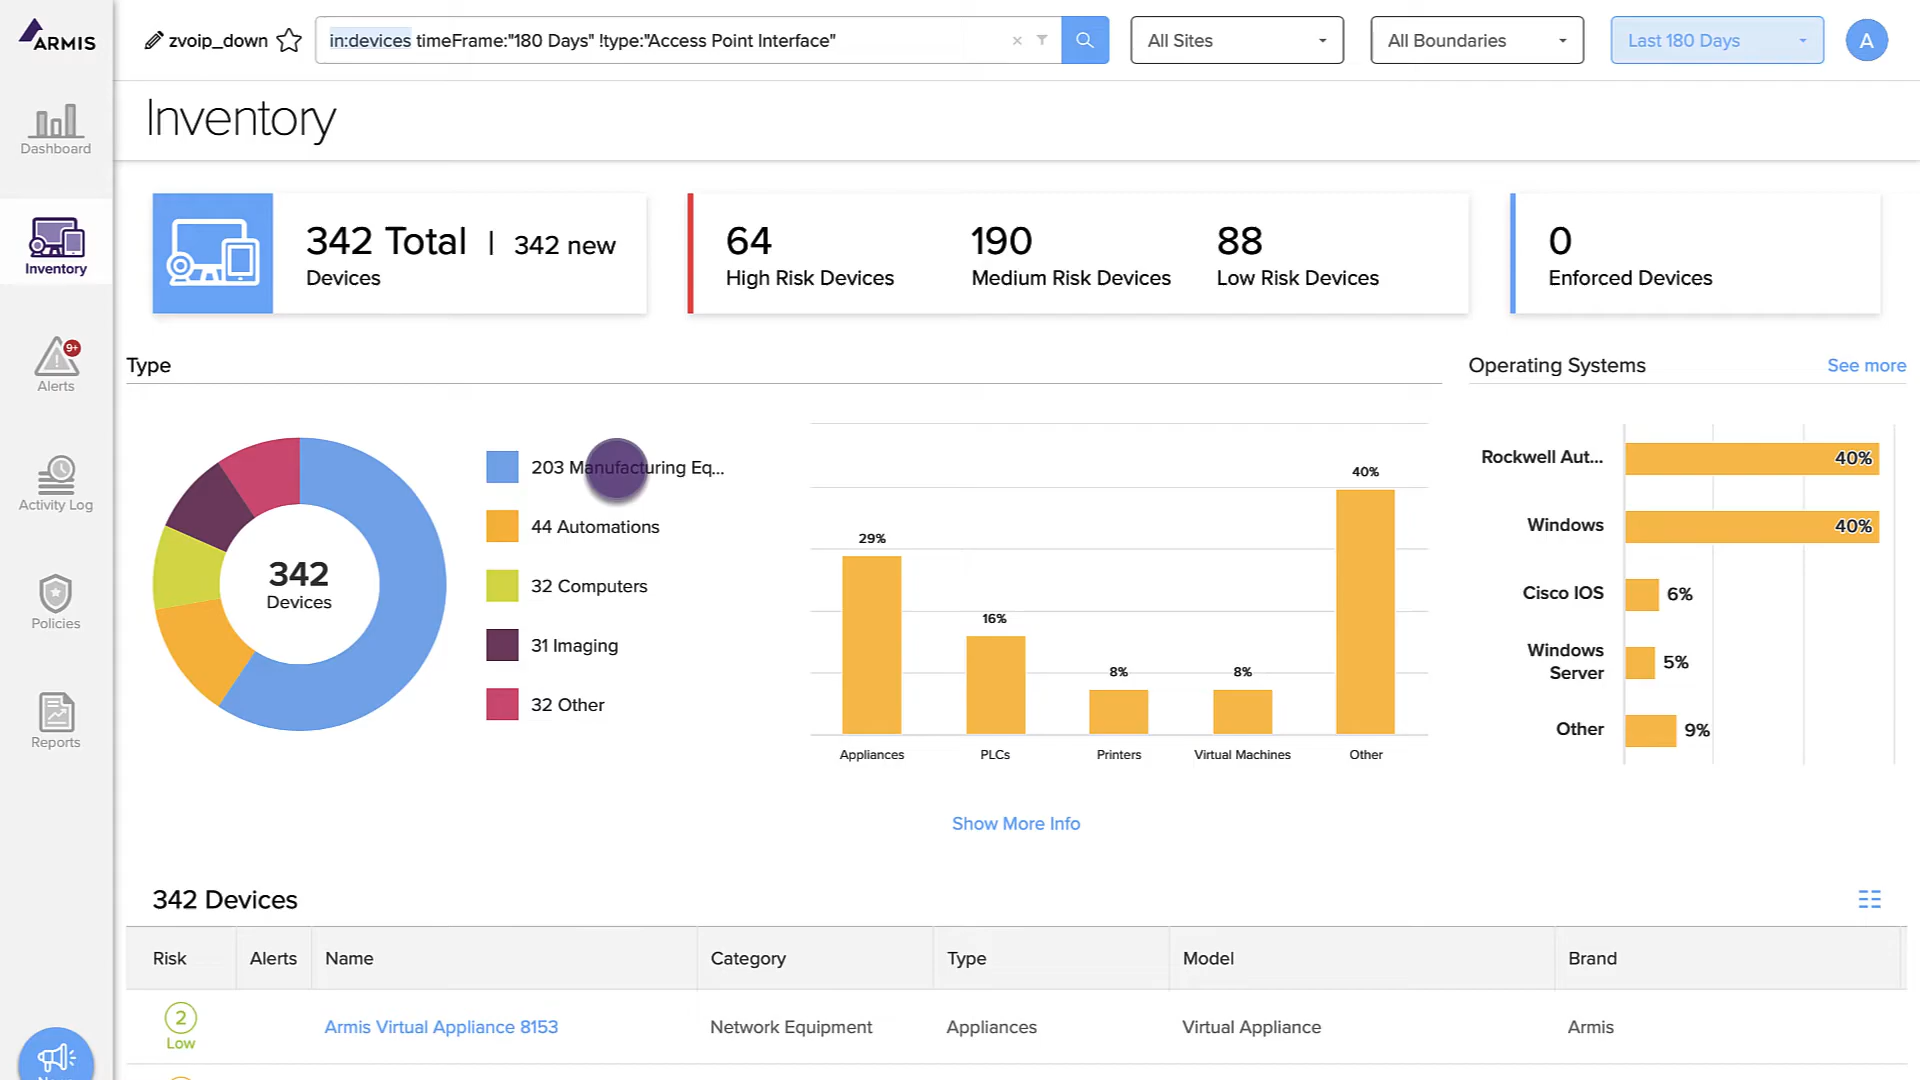 ARMIS
zvoip_down
in:devices timeFrame:"180 Days" !type:"Access Point Interface"
All Sites
All Boundaries
Last 180 Days
A
Inventory
Dashboard
Inventory
9+
Alerts
Activity Log
Policies
Reports
342 Total | 342 new
Devices
64
High Risk Devices
190
Medium Risk Devices
88
Low Risk Devices
0
Enforced Devices
Type
342
Devices
203 Manufacturing Eq...
44 Automations
32 Computers
31 Imaging
32 Other
29%
16%
8%
8%
40%
Appliances
PLCs
Printers
Virtual Machines
Other
Show More Info
Operating Systems
See more
Rockwell Aut...
40%
Windows
40%
Cisco IOS
6%
Windows
Server
5%
Other
9%
342 Devices
Risk
Alerts
Name
Category
Type
Model
Brand
2
Low
Armis Virtual Appliance 8153
Network Equipment
Appliances
Virtual Appliance
Armis